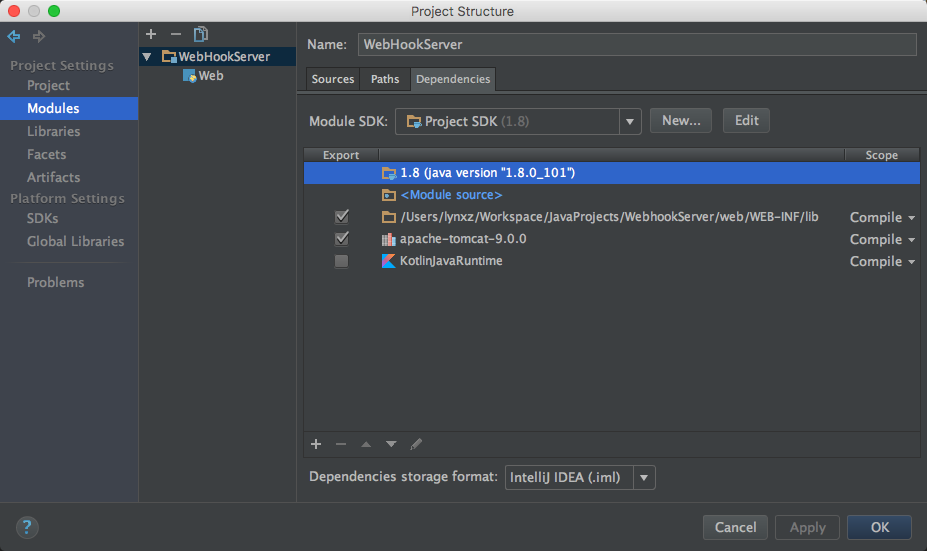 Project Structure
Project Settings
Project
Modules
Libraries
Facets
Artifacts
Platform Settings
SDKs
Global Libraries
Problems
WebHookServer
Web
Name: WebHookServer
Sources Paths Dependencies
Module SDK: Project SDK (1.8) New... Edit
Export Scope
1.8 (java version "1.8.0_101")
<Module source>
/Users/lynxz/Workspace/JavaProjects/WebhookServer/web/WEB-INF/lib Compile
apache-tomcat-9.0.0 Compile
KotlinJavaRuntime Compile
Dependencies storage format: IntelliJ IDEA (.iml)
? Cancel Apply OK